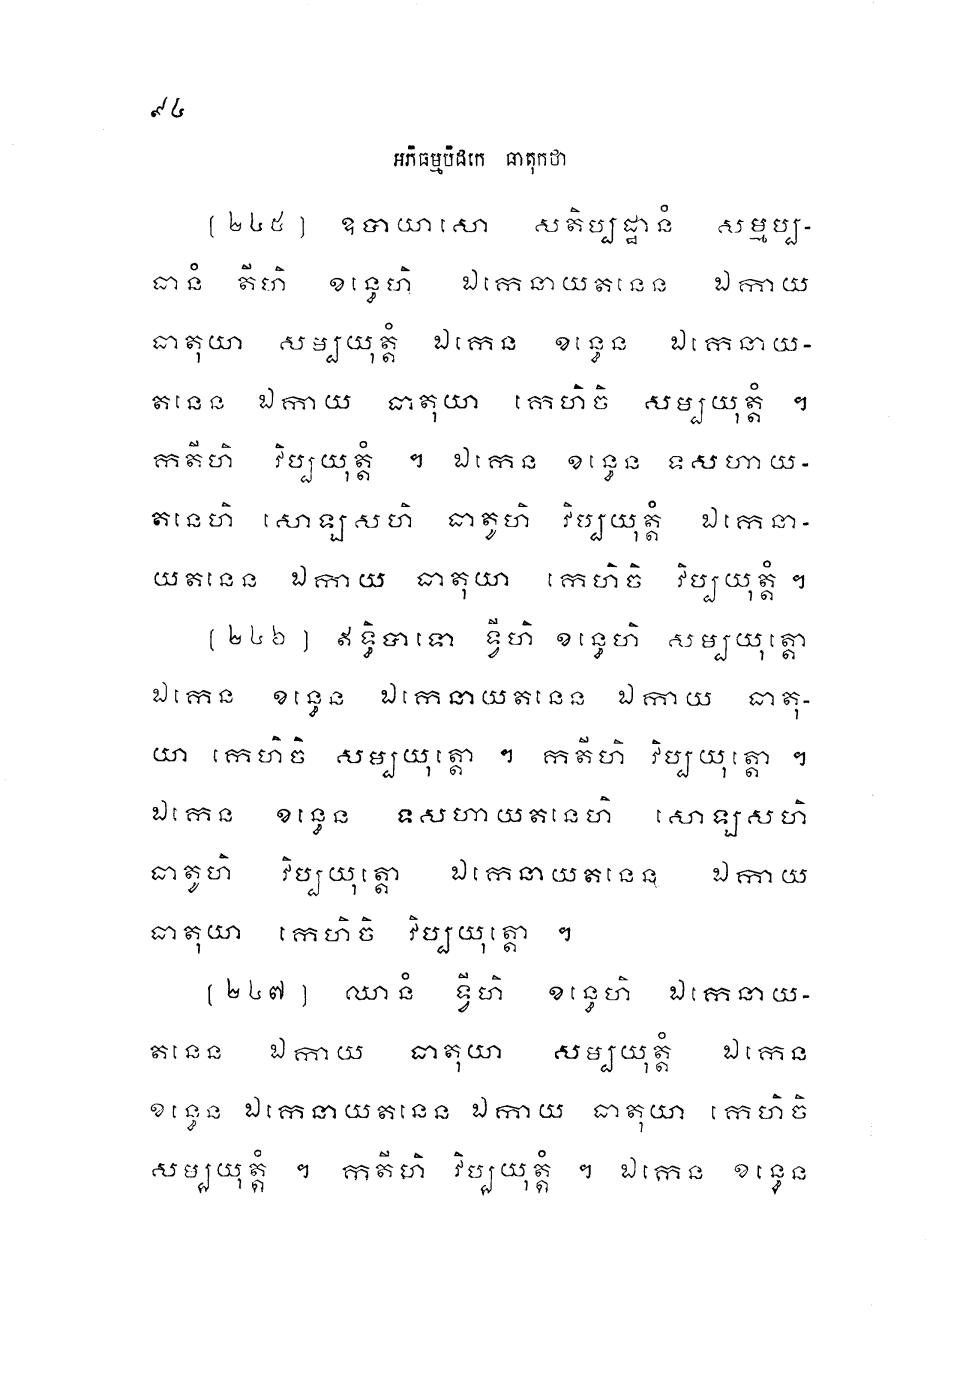 ៩៤
អភិធម្មបិដកេ ធាតុកថា
(២៤៥) ឧបាយាសោ សតិប្បដ្ឋានំ សម្មប្ប-
ធានំ តីហិ ខន្ធេហិ ឯកេនាយតនេន ឯកាយ
ធាតុយា សម្បយុត្តំ ឯកេន ខន្ធេន ឯកេនាយ-
តនេន ឯកាយ ធាតុយា កេហិចិ សម្បយុត្តំ ។
កតីហិ វិប្បយុត្តំ ។ ឯកេន ខន្ធេន ទសហាយ-
តនេហិ សោឡសហិ ធាតូហិ វិប្បយុត្តំ ឯកេនា-
យតនេន ឯកាយ ធាតុយា កេហិចិ វិប្បយុត្តំ ។
(២៤៦) ឥទ្ធិបាទោ ទ្វីហិ ខន្ធេហិ សម្បយុត្តោ
ឯកេន ខន្ធេន ឯកេនាយតនេន ឯកាយ ធាតុ-
យា កេហិចិ សម្បយុត្តោ ។ កតីហិ វិប្បយុត្តោ ។
ឯកេន ខន្ធេន ទសហាយតនេហិ សោឡសហិ
ធាតូហិ វិប្បយុត្តោ ឯកេនាយតនេន ឯកាយ
ធាតុយា កេហិចិ វិប្បយុត្តោ ។
(២៤៧) ឈានំ ទ្វីហិ ខន្ធេហិ ឯកេនាយ-
តនេន ឯកាយ ធាតុយា សម្បយុត្តំ ឯកេន
ខន្ធេន ឯកេនាយតនេន ឯកាយ ធាតុយា កេហិចិ
សម្បយុត្តំ ។ កតីហិ វិប្បយុត្តំ ។ ឯកេន ខន្ធេន